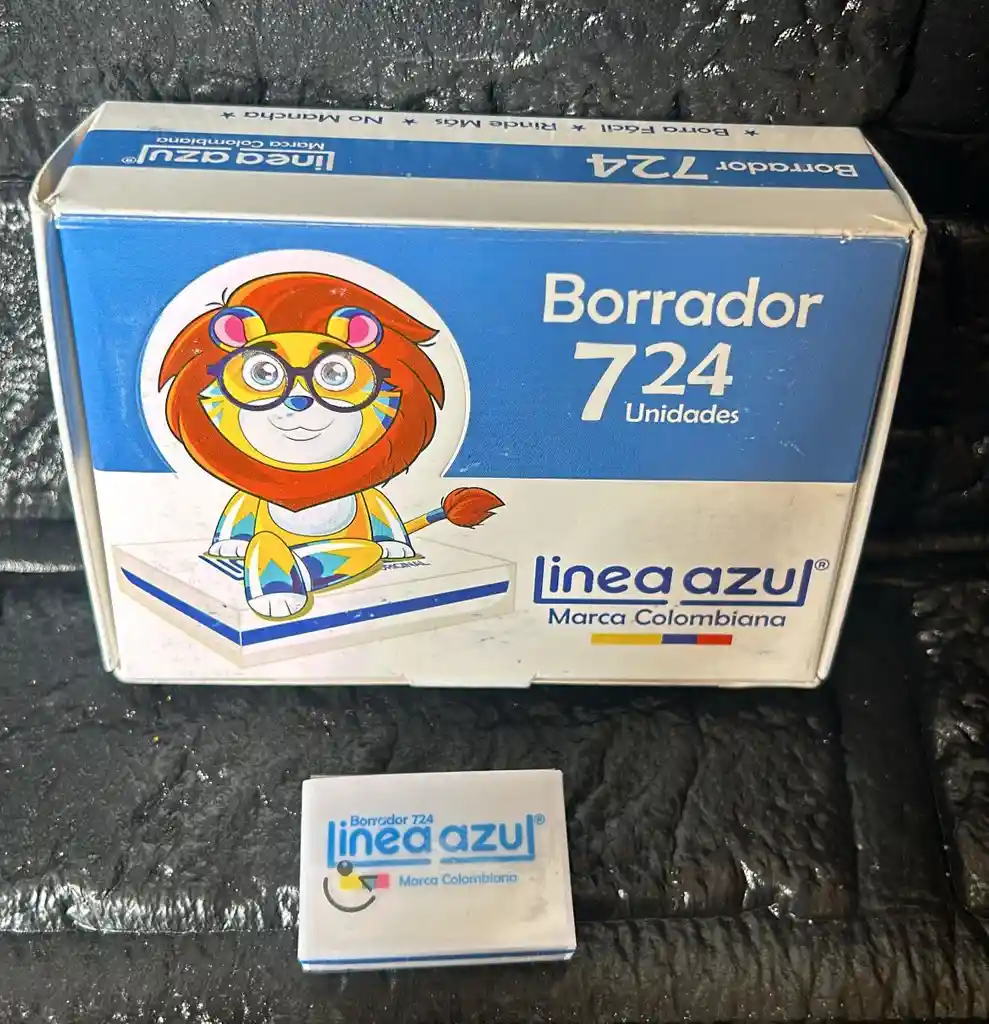 ★ Borra Fácil ★ Rinde Más ★ No Mancha ★
Borrador 724
linea azul®
Marca Colombiana
Borrador
724
Unidades
linea azul®
Marca Colombiana
Borrador 724
linea azul®
Marca Colombiana